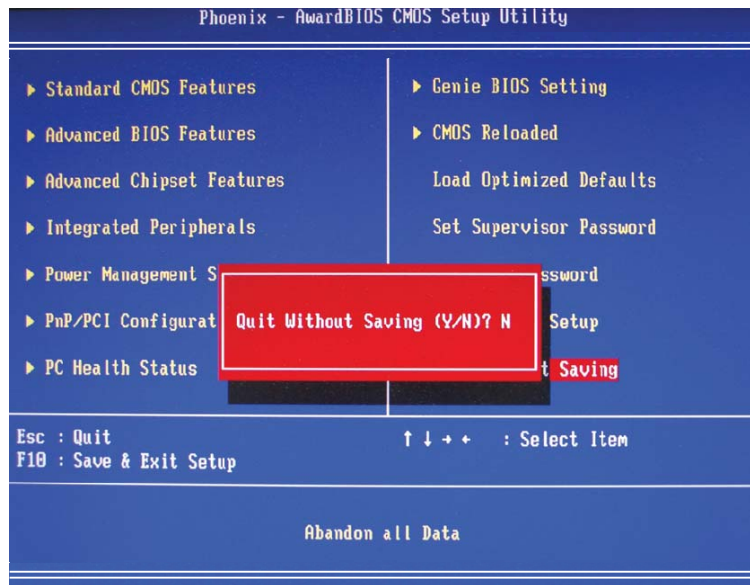 Phoenix - AwardBIOS CMOS Setup Utility
Standard CMOS Features
Advanced BIOS Features
Advanced Chipset Features
Integrated Peripherals
Power Management S
PnP/PCI Configurat
PC Health Status
Genie BIOS Setting
CMOS Reloaded
Load Optimized Defaults
Set Supervisor Password
ssword
Setup
t Saving
Quit Without Saving (Y/N)? N
Esc : Quit
F10 : Save & Exit Setup
↑ ↓ → ← : Select Item
Abandon all Data